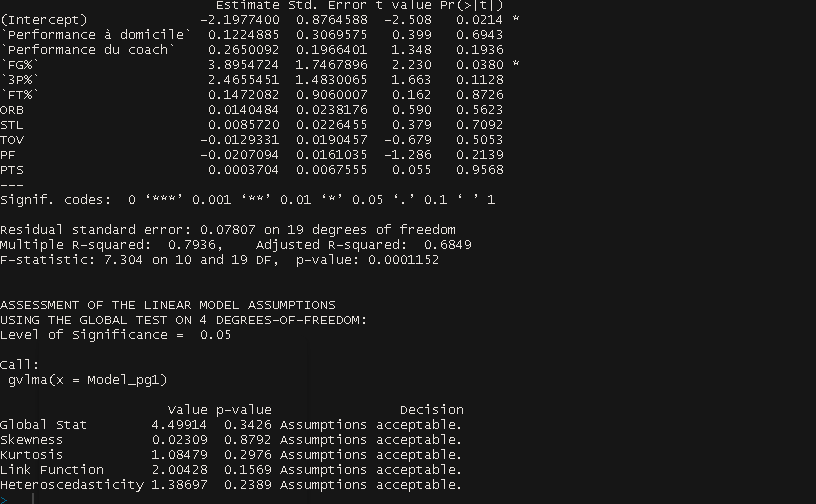 Estimate Std. Error t value Pr(>|t|)
(Intercept) -2.1977400 0.8764588 -2.508 0.0214 *
`Performance à domicile` 0.1224885 0.3069575 0.399 0.6943
`Performance du coach` 0.2650092 0.1966401 1.348 0.1936
`FG%` 3.8954724 1.7467896 2.230 0.0380 *
`3P%` 2.4655451 1.4830065 1.663 0.1128
`FT%` 0.1472082 0.9060007 0.162 0.8726
ORB 0.0140484 0.0238176 0.590 0.5623
STL 0.0085720 0.0226455 0.379 0.7092
TOV -0.0129331 0.0190457 -0.679 0.5053
PF -0.0207094 0.0161035 -1.286 0.2139
PTS 0.0003704 0.0067555 0.055 0.9568
---
Signif. codes: 0 ‘***’ 0.001 ‘**’ 0.01 ‘*’ 0.05 ‘.’ 0.1 ‘ ’ 1
Residual standard error: 0.07807 on 19 degrees of freedom
Multiple R-squared: 0.7936, Adjusted R-squared: 0.6849
F-statistic: 7.304 on 10 and 19 DF, p-value: 0.0001152
ASSESSMENT OF THE LINEAR MODEL ASSUMPTIONS
USING THE GLOBAL TEST ON 4 DEGREES-OF-FREEDOM:
Level of Significance = 0.05
Call:
gvlma(x = Model_pg1)
Value p-value Decision
Global Stat 4.49914 0.3426 Assumptions acceptable.
Skewness 0.02309 0.8792 Assumptions acceptable.
Kurtosis 1.08479 0.2976 Assumptions acceptable.
Link Function 2.00428 0.1569 Assumptions acceptable.
Heteroscedasticity 1.38697 0.2389 Assumptions acceptable.
>